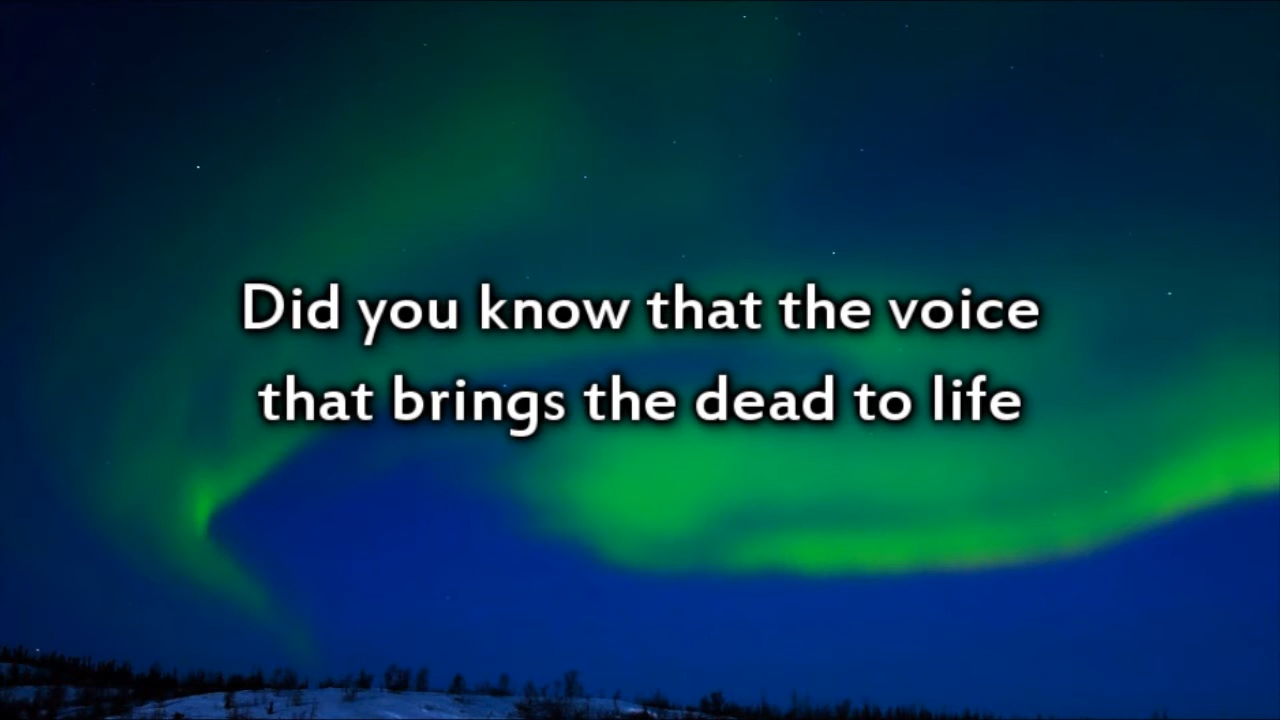 Did you know that the voice
that brings the dead to life